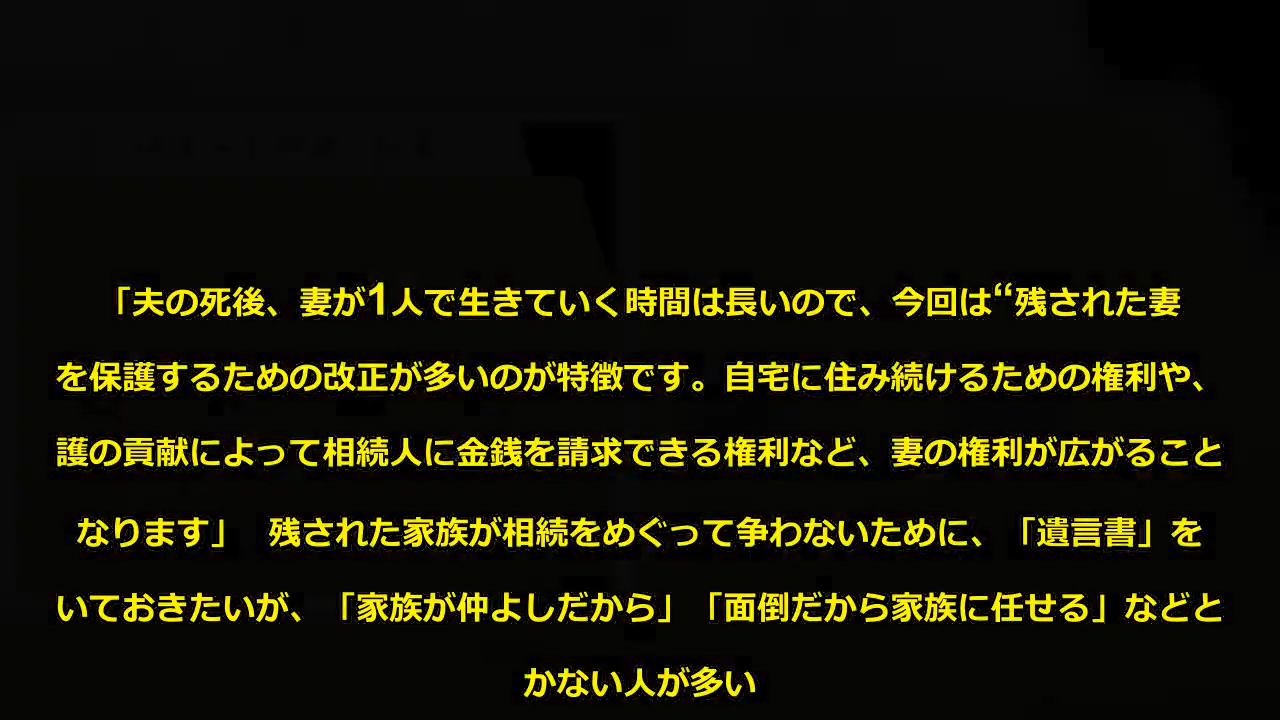 「夫の死後、妻が1人で生きていく時間は長いので、今回は“残された妻
を保護するための改正が多いのが特徴です。自宅に住み続けるための権利や、
護の貢献によって相続人に金銭を請求できる権利など、妻の権利が広がること
なります」 残された家族が相続をめぐって争わないために、「遺言書」を
いておきたいが、「家族が仲よしだから」「面倒だから家族に任せる」などと
かない人が多い